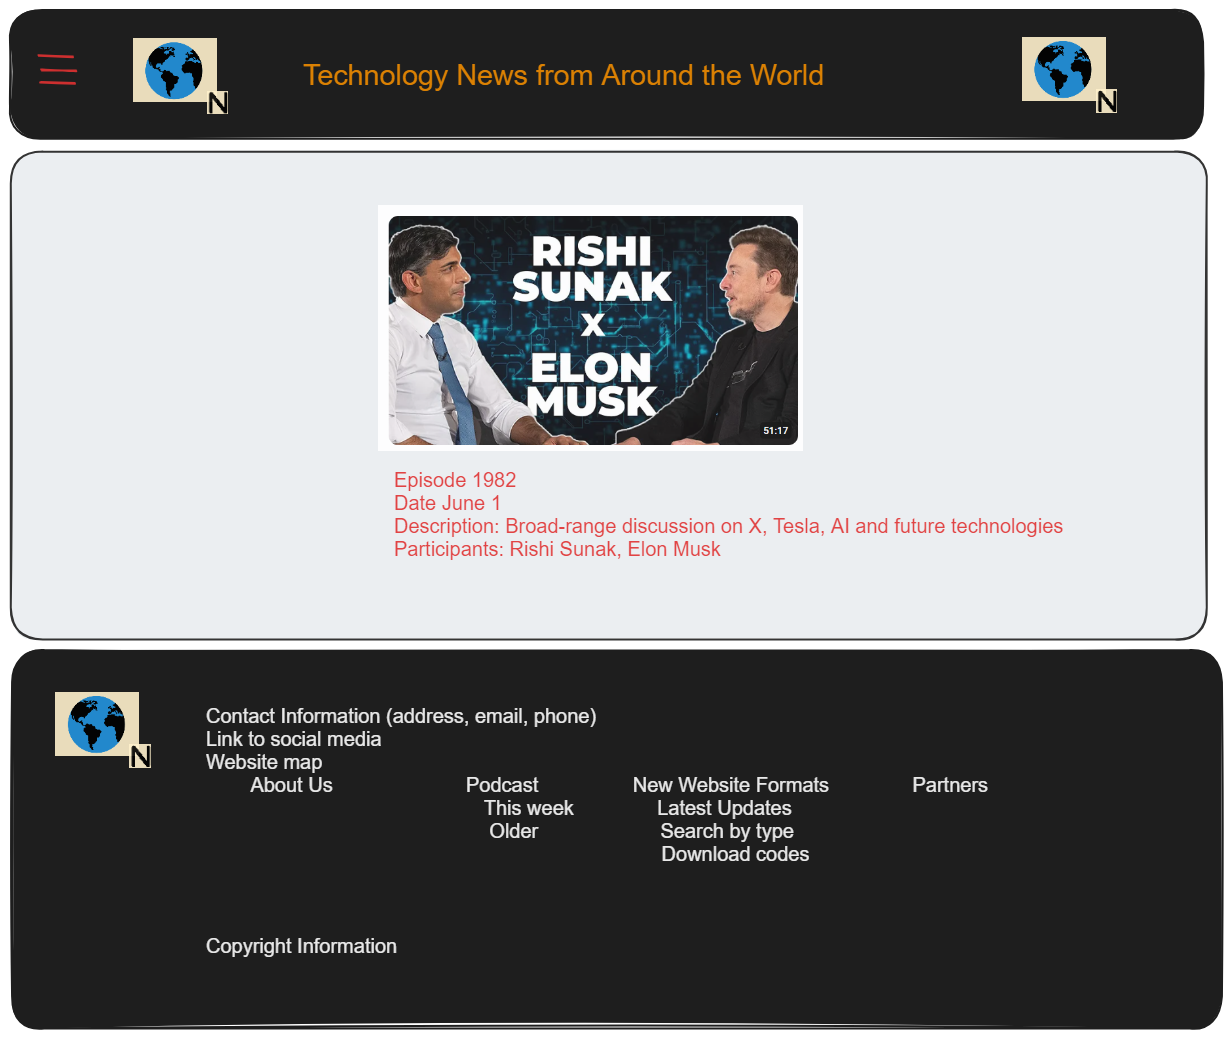 N
Technology News from Around the World
N
RISHI
SUNAK
X
ELON
MUSK
51:17
Episode 1982
Date June 1
Description: Broad-range discussion on X, Tesla, AI and future technologies
Participants: Rishi Sunak, Elon Musk
N
Contact Information (address, email, phone)
Link to social media
Website map
About Us Podcast New Website Formats Partners
This week Latest Updates
Older Search by type
Download codes
Copyright Information